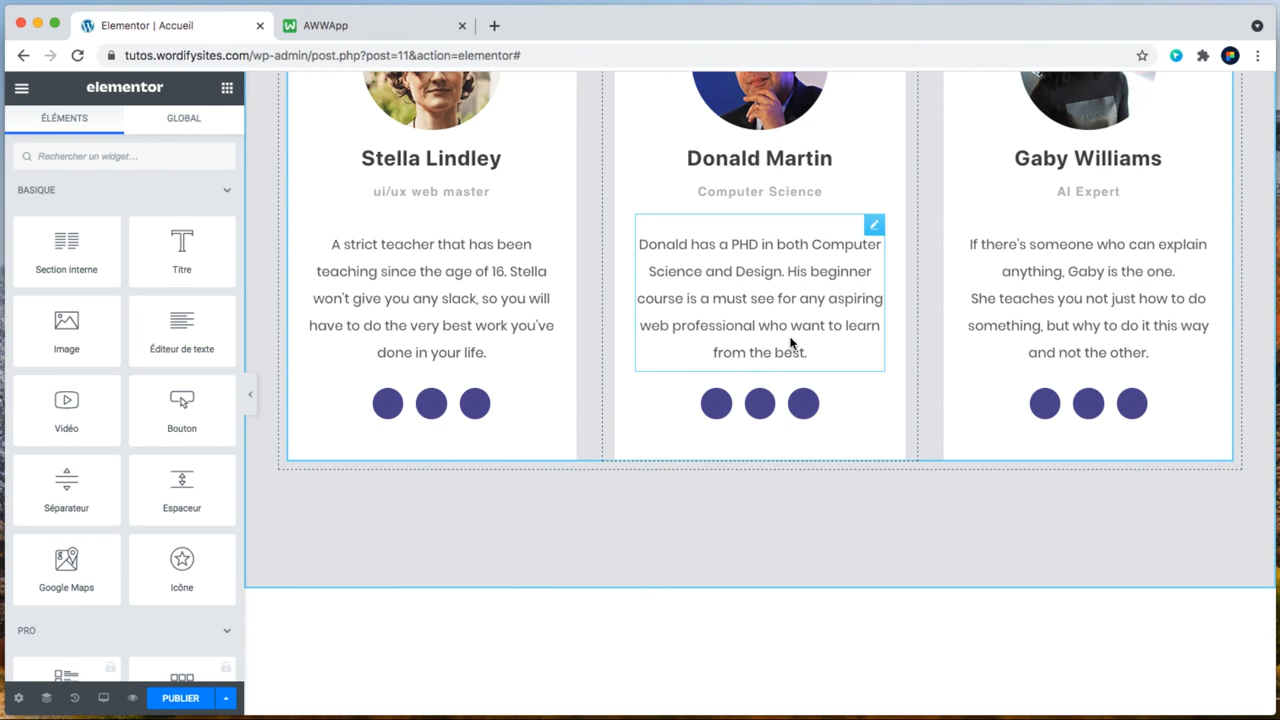 Elementor | Accueil
AWWApp
tutos.wordifysites.com/wp-admin/post.php?post=11&action=elementor#
elementor
ÉLÉMENTS
GLOBAL
Rechercher un widget...
BASIQUE
Section interne
Titre
Image
Éditeur de texte
Vidéo
Bouton
Séparateur
Espaceur
Google Maps
Icône
PRO
PUBLIER
Stella Lindley
ui/ux web master
A strict teacher that has been
teaching since the age of 16. Stella
won't give you any slack, so you will
have to do the very best work you've
done in your life.
Donald Martin
Computer Science
Donald has a PHD in both Computer
Science and Design. His beginner
course is a must see for any aspiring
web professional who want to learn
from the best.
Gaby Williams
AI Expert
If there's someone who can explain
anything, Gaby is the one.
She teaches you not just how to do
something, but why to do it this way
and not the other.